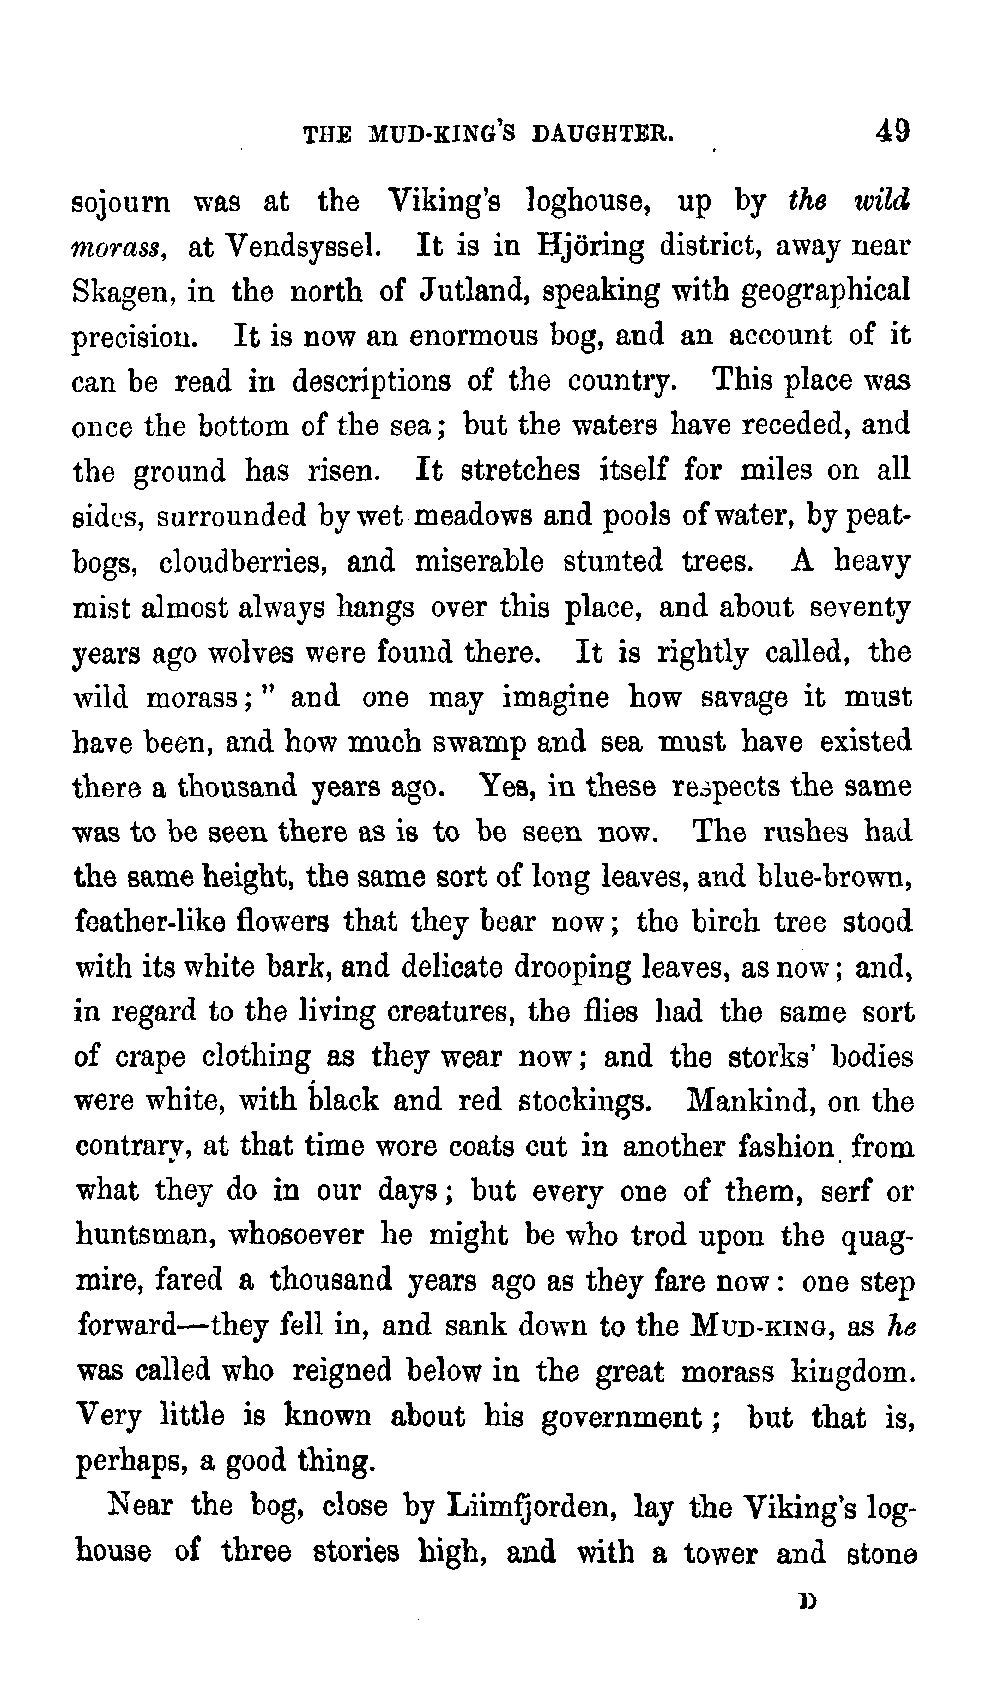 THE MUD-KING'S DAUGHTER. 49
sojourn was at the Viking's loghouse, up by the wild
morass, at Vendsyssel. It is in Hjöring district, away near
Skagen, in the north of Jutland, speaking with geographical
precision. It is now an enormous bog, and an account of it
can be read in descriptions of the country. This place was
once the bottom of the sea; but the waters have receded, and
the ground has risen. It stretches itself for miles on all
sides, surrounded by wet meadows and pools of water, by peat-
bogs, cloudberries, and miserable stunted trees. A heavy
mist almost always hangs over this place, and about seventy
years ago wolves were found there. It is rightly called, the
wild morass;" and one may imagine how savage it must
have been, and how much swamp and sea must have existed
there a thousand years ago. Yes, in these respects the same
was to be seen there as is to be seen now. The rushes had
the same height, the same sort of long leaves, and blue-brown,
feather-like flowers that they bear now; the birch tree stood
with its white bark, and delicate drooping leaves, as now; and,
in regard to the living creatures, the flies had the same sort
of crape clothing as they wear now; and the storks' bodies
were white, with black and red stockings. Mankind, on the
contrary, at that time wore coats cut in another fashion from
what they do in our days; but every one of them, serf or
huntsman, whosoever he might be who trod upon the quag-
mire, fared a thousand years ago as they fare now: one step
forward—they fell in, and sank down to the MUD-KING, as he
was called who reigned below in the great morass kingdom.
Very little is known about his government; but that is,
perhaps, a good thing.
Near the bog, close by Liimfjorden, lay the Viking's log-
house of three stories high, and with a tower and stone
D